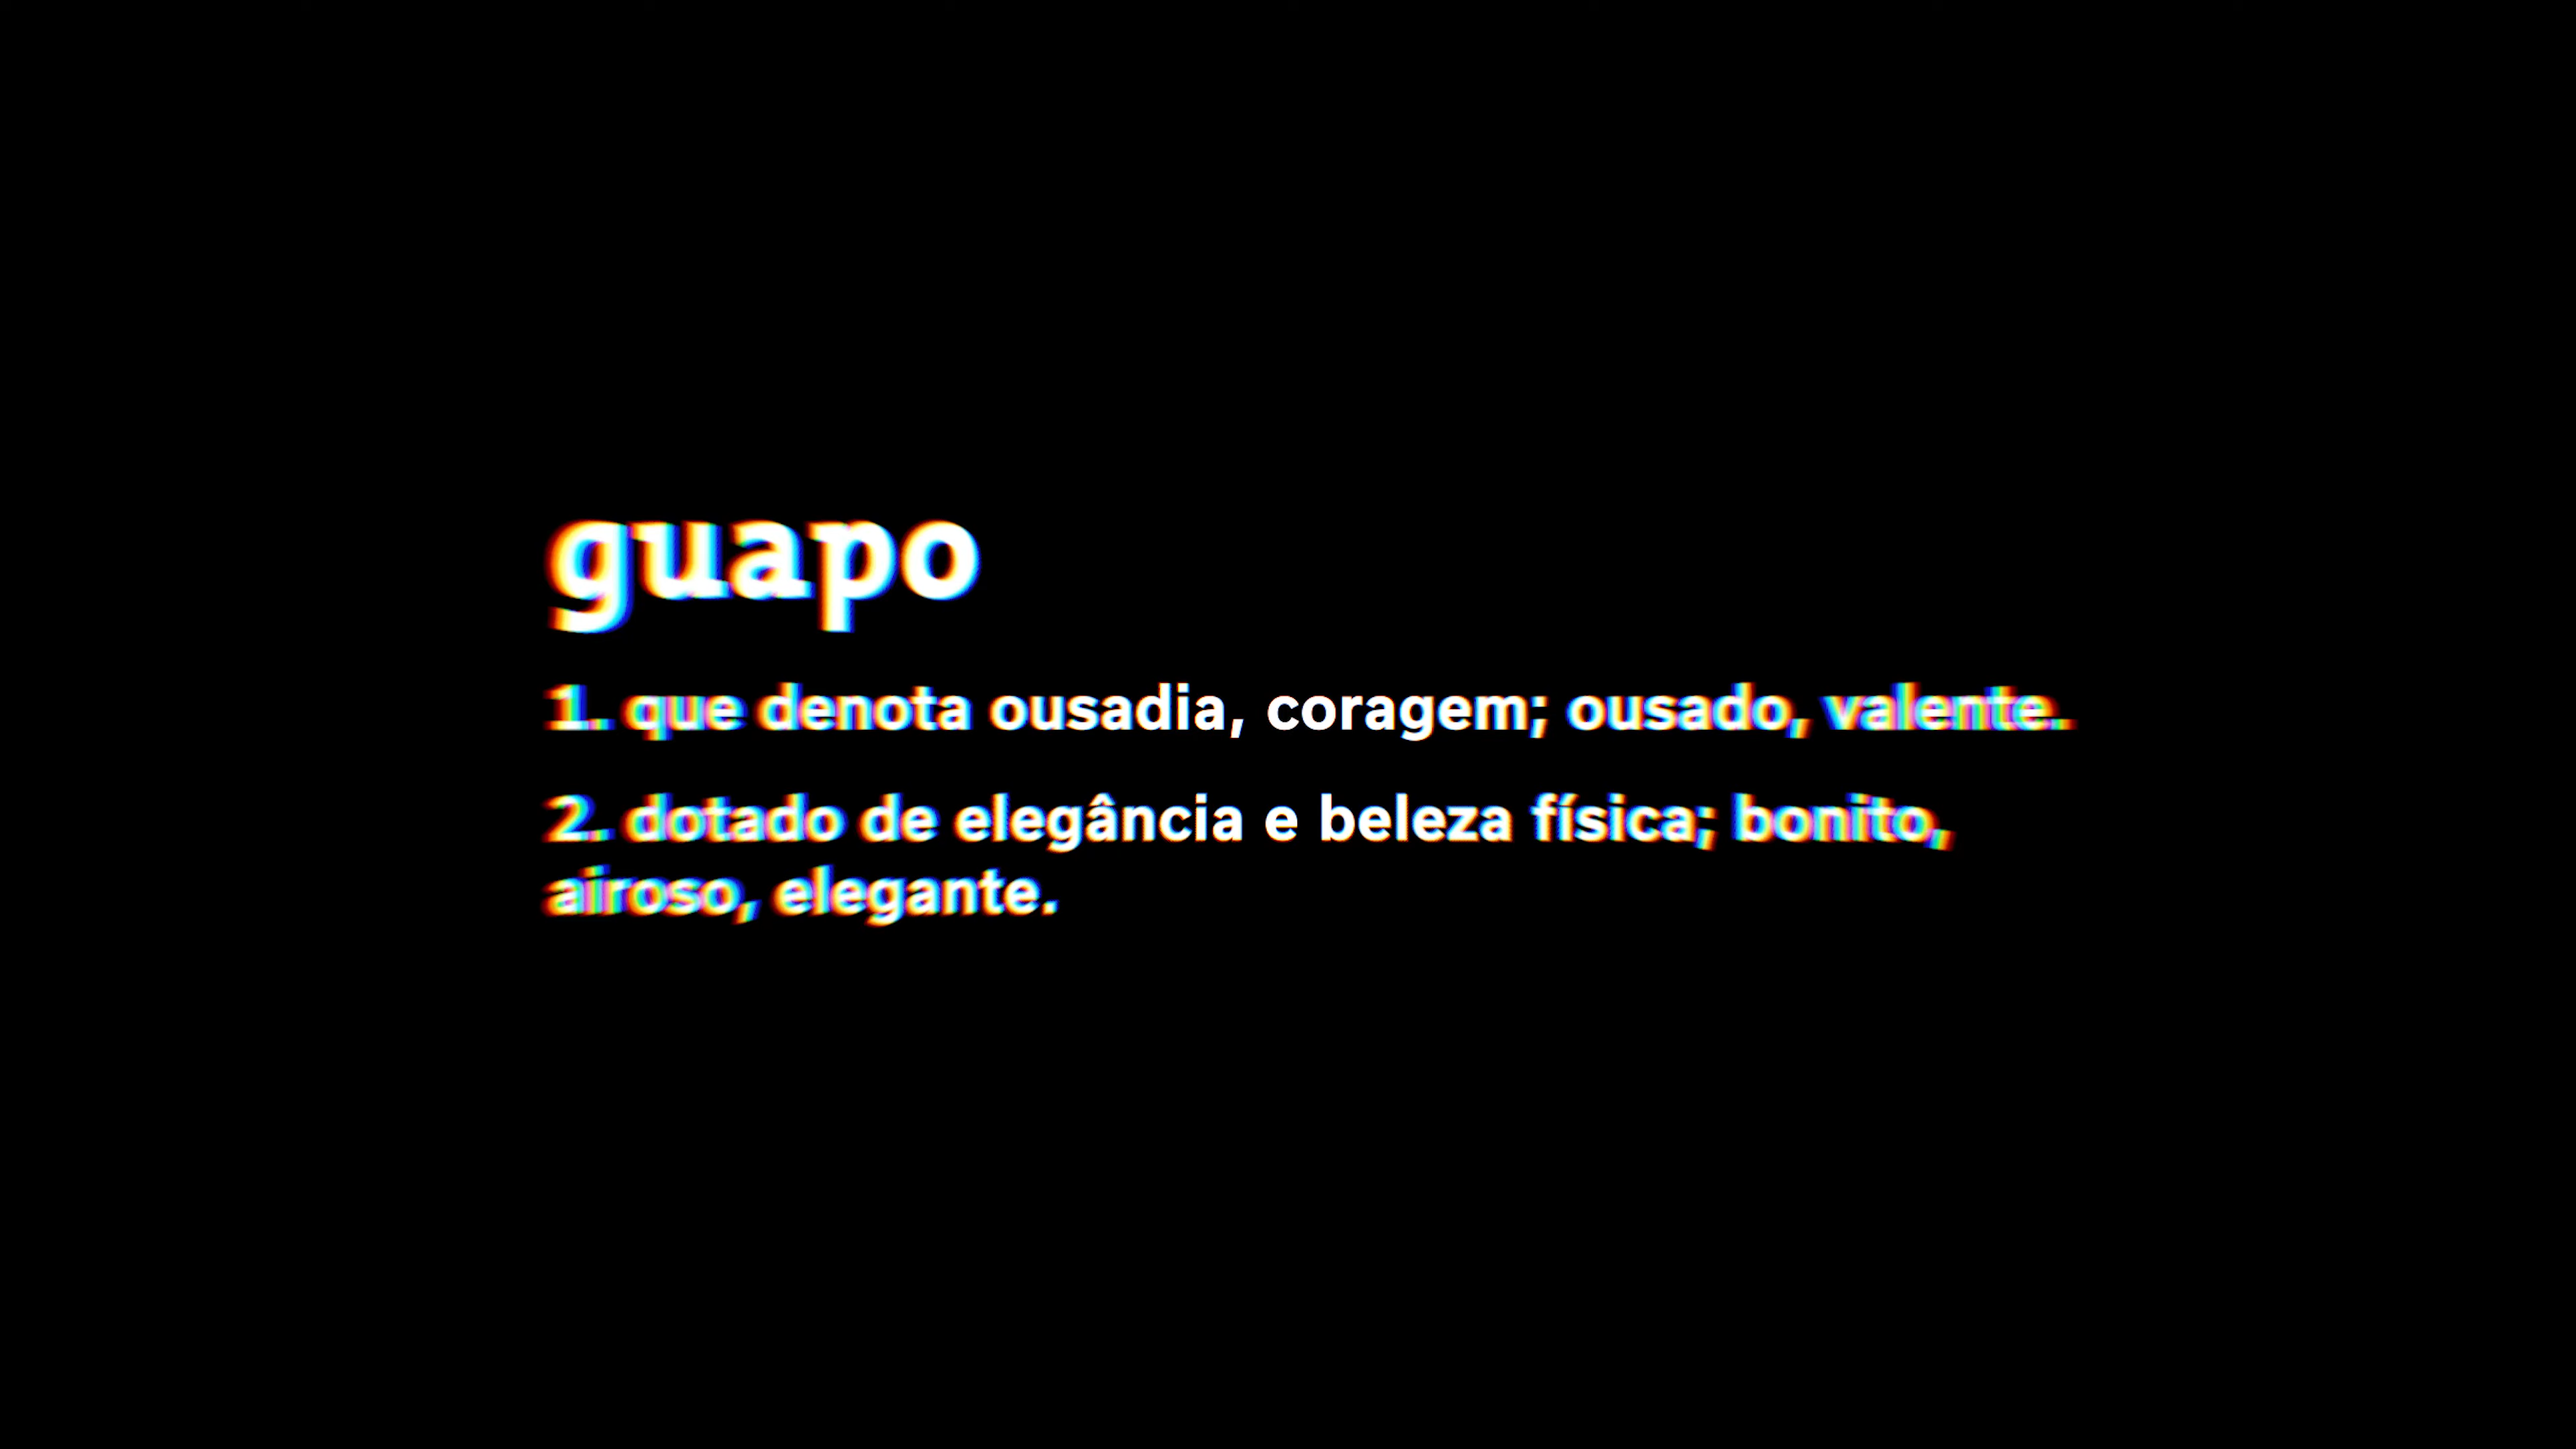 guapo
1. que denota ousadia, coragem; ousado, valente.
2. dotado de elegância e beleza física; bonito,
airoso, elegante.